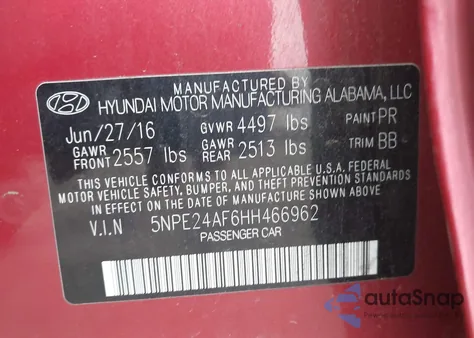 MANUFACTURED BY
HYUNDAI MOTOR MANUFACTURING ALABAMA, LLC
Jun/27/16 GVWR 4497 lbs PAINT PR
GAWR FRONT 2557 lbs GAWR REAR 2513 lbs TRIM BB
THIS VEHICLE CONFORMS TO ALL APPLICABLE U.S.A FEDERAL
MOTOR VEHICLE SAFETY, BUMPER, AND THEFT PREVENTION
STANDARDS IN EFFECT ON THE DATE OF MANUFACTURE SHOWN ABOVE.
V.I.N 5NPE24AF6HH466962
PASSENGER CAR
autoSnap